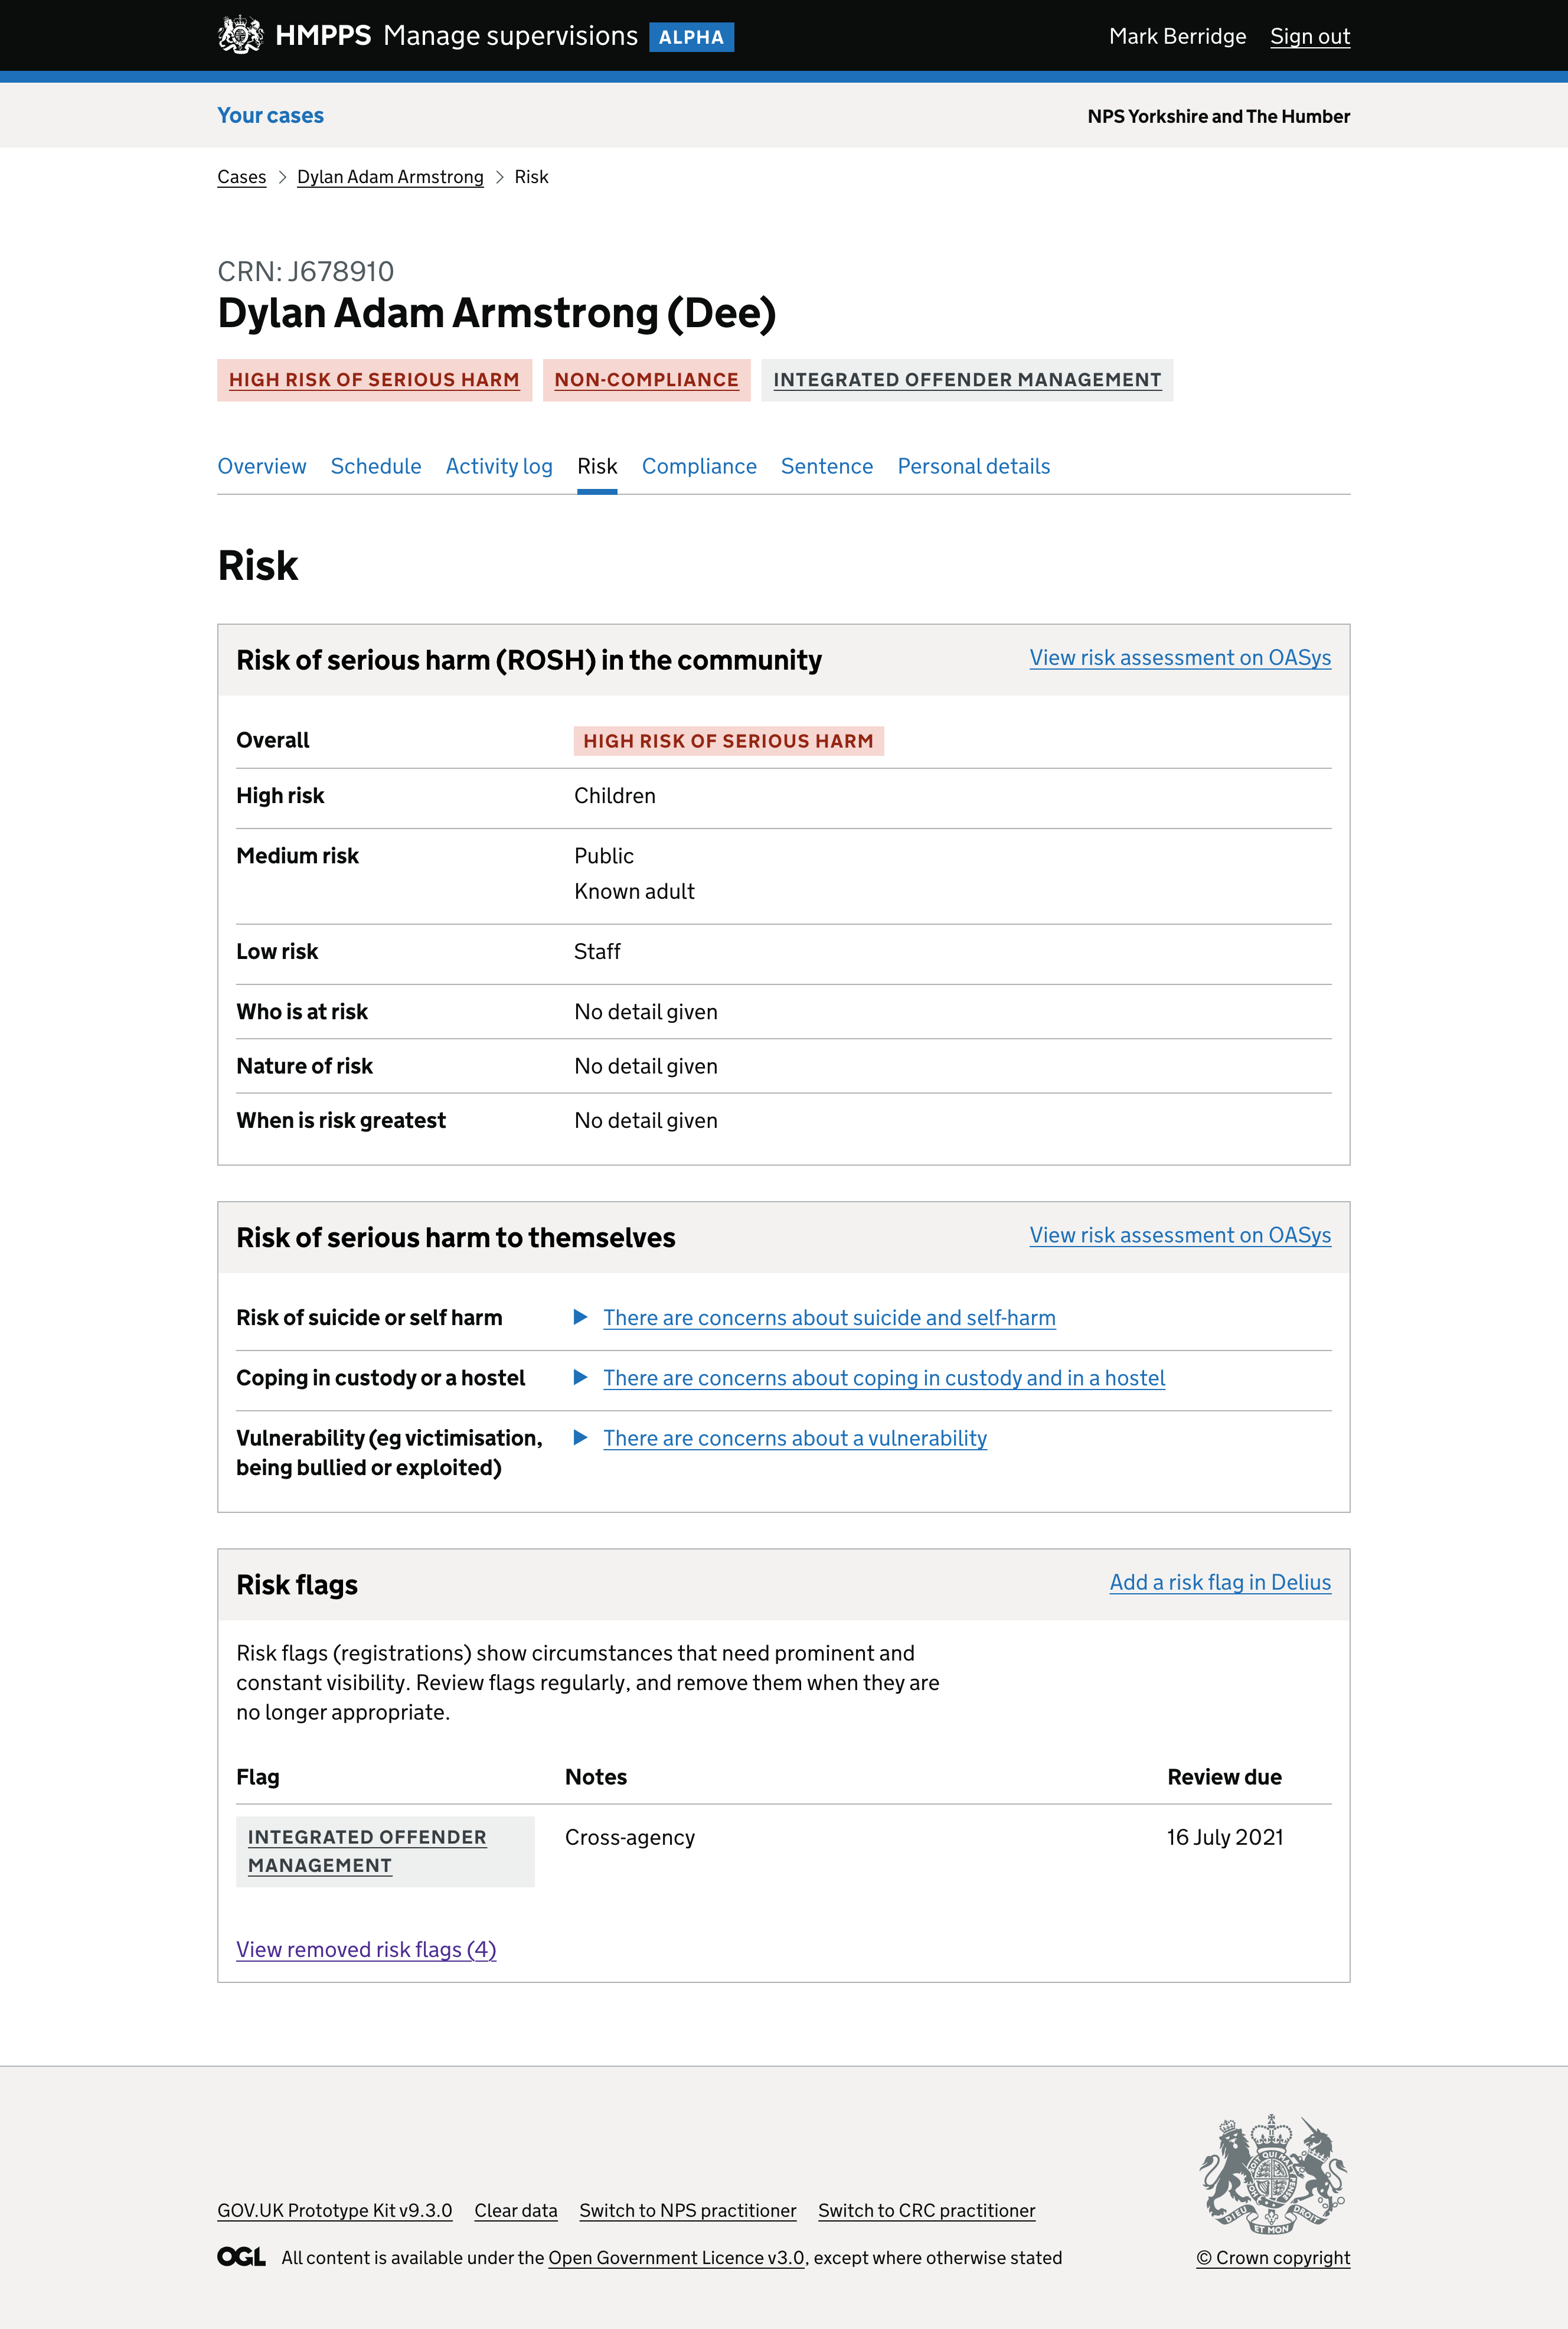 HMPPS Manage supervisions ALPHA
Mark Berridge Sign out
Your cases
NPS Yorkshire and The Humber
Cases
Dylan Adam Armstrong
Risk
CRN: J678910
Dylan Adam Armstrong (Dee)
HIGH RISK OF SERIOUS HARM
NON-COMPLIANCE
INTEGRATED OFFENDER MANAGEMENT
Overview Schedule Activity log Risk Compliance Sentence Personal details
Risk
Risk of serious harm (ROSH) in the community
View risk assessment on OASys
Overall HIGH RISK OF SERIOUS HARM
High risk Children
Medium risk Public
Known adult
Low risk Staff
Who is at risk No detail given
Nature of risk No detail given
When is risk greatest No detail given
Risk of serious harm to themselves
View risk assessment on OASys
Risk of suicide or self harm There are concerns about suicide and self-harm
Coping in custody or a hostel There are concerns about coping in custody and in a hostel
Vulnerability (eg victimisation, There are concerns about a vulnerability
being bullied or exploited)
Risk flags
Add a risk flag in Delius
Risk flags (registrations) show circumstances that need prominent and
constant visibility. Review flags regularly, and remove them when they are
no longer appropriate.
Flag Notes Review due
INTEGRATED OFFENDER Cross-agency 16 July 2021
MANAGEMENT
View removed risk flags (4)
GOV.UK Prototype Kit v9.3.0 Clear data Switch to NPS practitioner Switch to CRC practitioner
OGL All content is available under the Open Government Licence v3.0, except where otherwise stated
DIEU ET MON DROIT
© Crown copyright